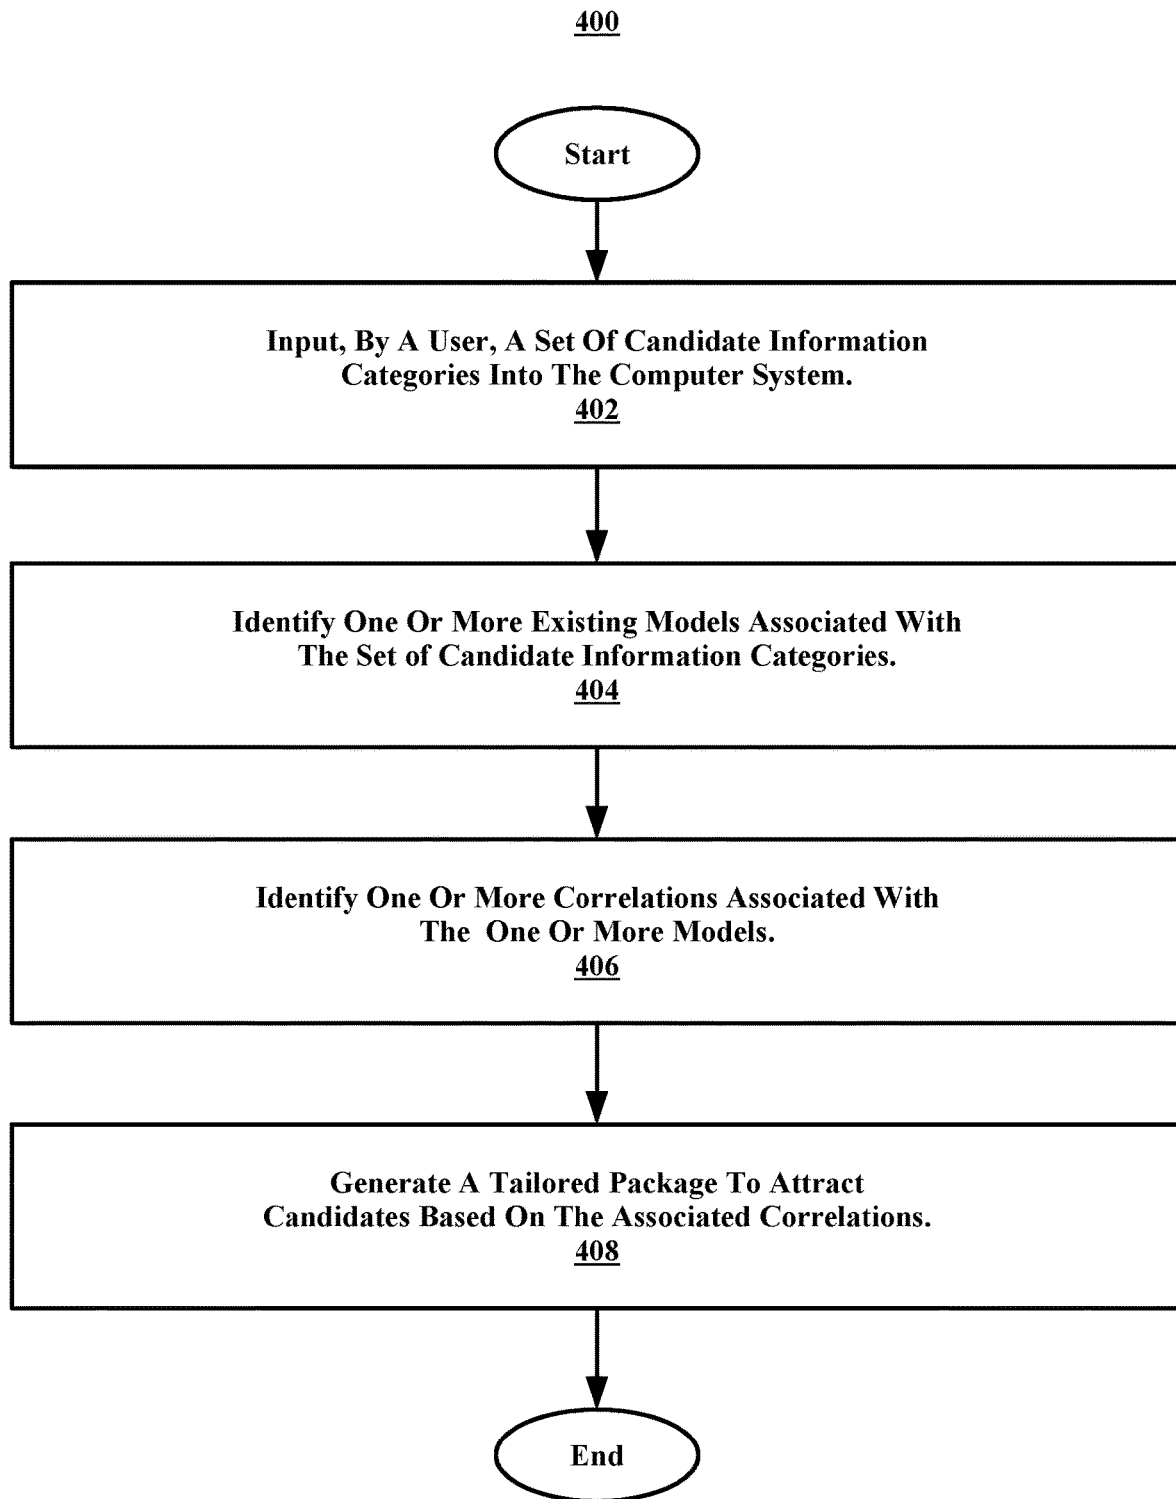 400
Start
Input, By A User, A Set Of Candidate Information
Categories Into The Computer System.
402
Identify One Or More Existing Models Associated With
The Set of Candidate Information Categories.
404
Identify One Or More Correlations Associated With
The One Or More Models.
406
Generate A Tailored Package To Attract
Candidates Based On The Associated Correlations.
408
End